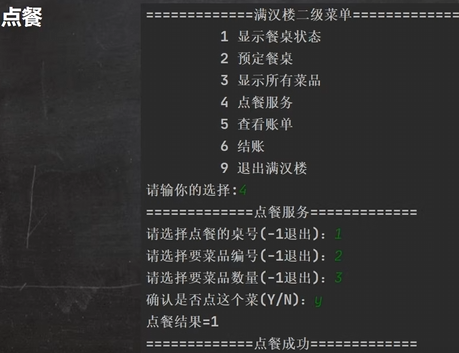 点餐
=============满汉楼二级菜单=============
1 显示餐桌状态
2 预定餐桌
3 显示所有菜品
4 点餐服务
5 查看账单
6 结账
9 退出满汉楼
请输你的选择:4
=============点餐服务=============
请选择点餐的桌号(-1退出): 1
请选择要菜品编号(-1退出): 2
请选择要菜品数量(-1退出): 3
确认是否点这个菜(Y/N): y
点餐结果=1
=============点餐成功=============